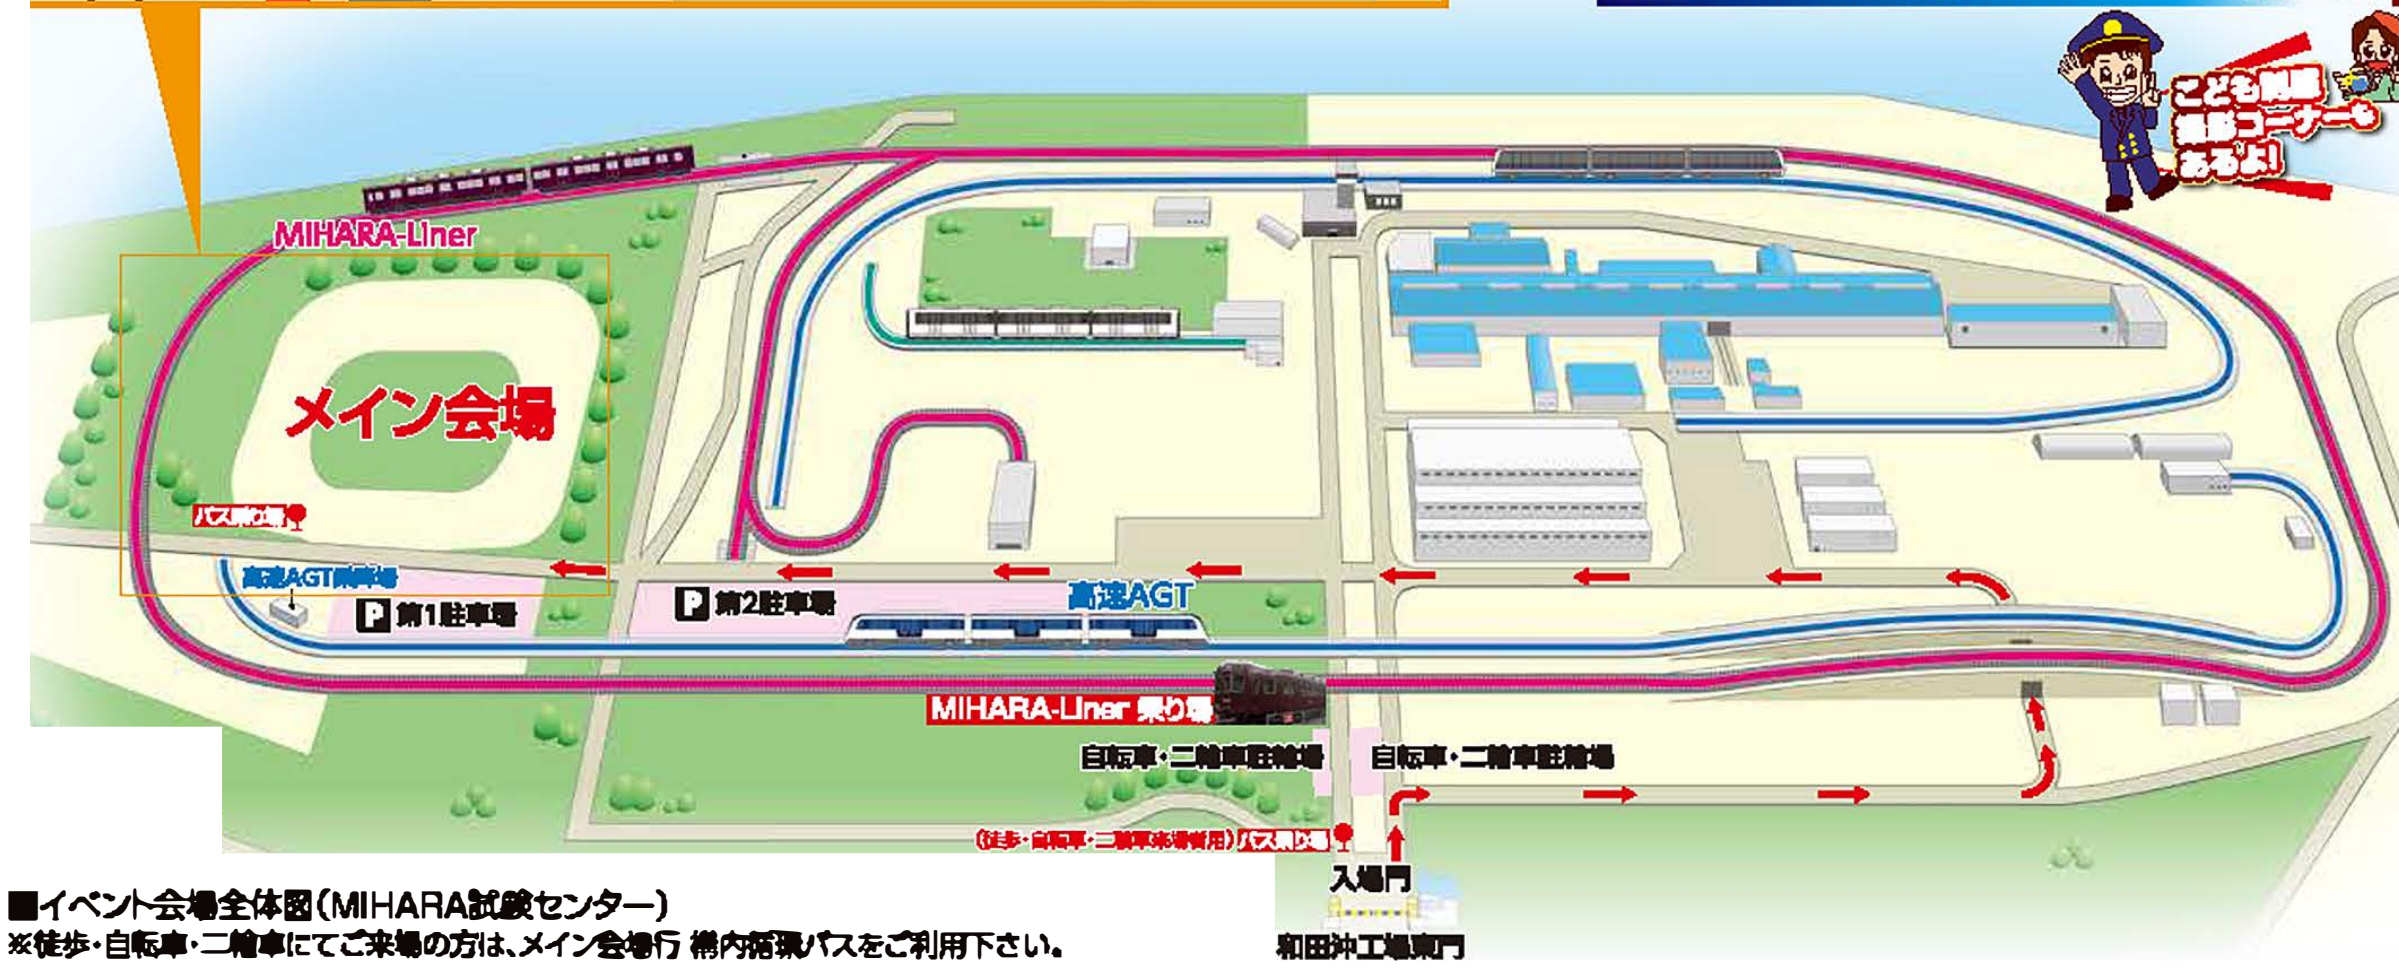 こども制服
撮影コーナーも
あるよ!
MIHARA-Liner
メイン会場
バス乗り場
高速AGT乗車場
P 第1駐車場
P 第2駐車場
高速AGT
MIHARA-Liner 乗り場
自転車・二輪車駐輪場
自転車・二輪車駐輪場
(徒歩・自転車・二輪車来場者用)バス乗り場
入場門
和田沖工場東門
■イベント会場全体図(MIHARA試験センター)
※徒歩・自転車・二輪車にてご来場の方は、メイン会場行 構内循環バスをご利用下さい。